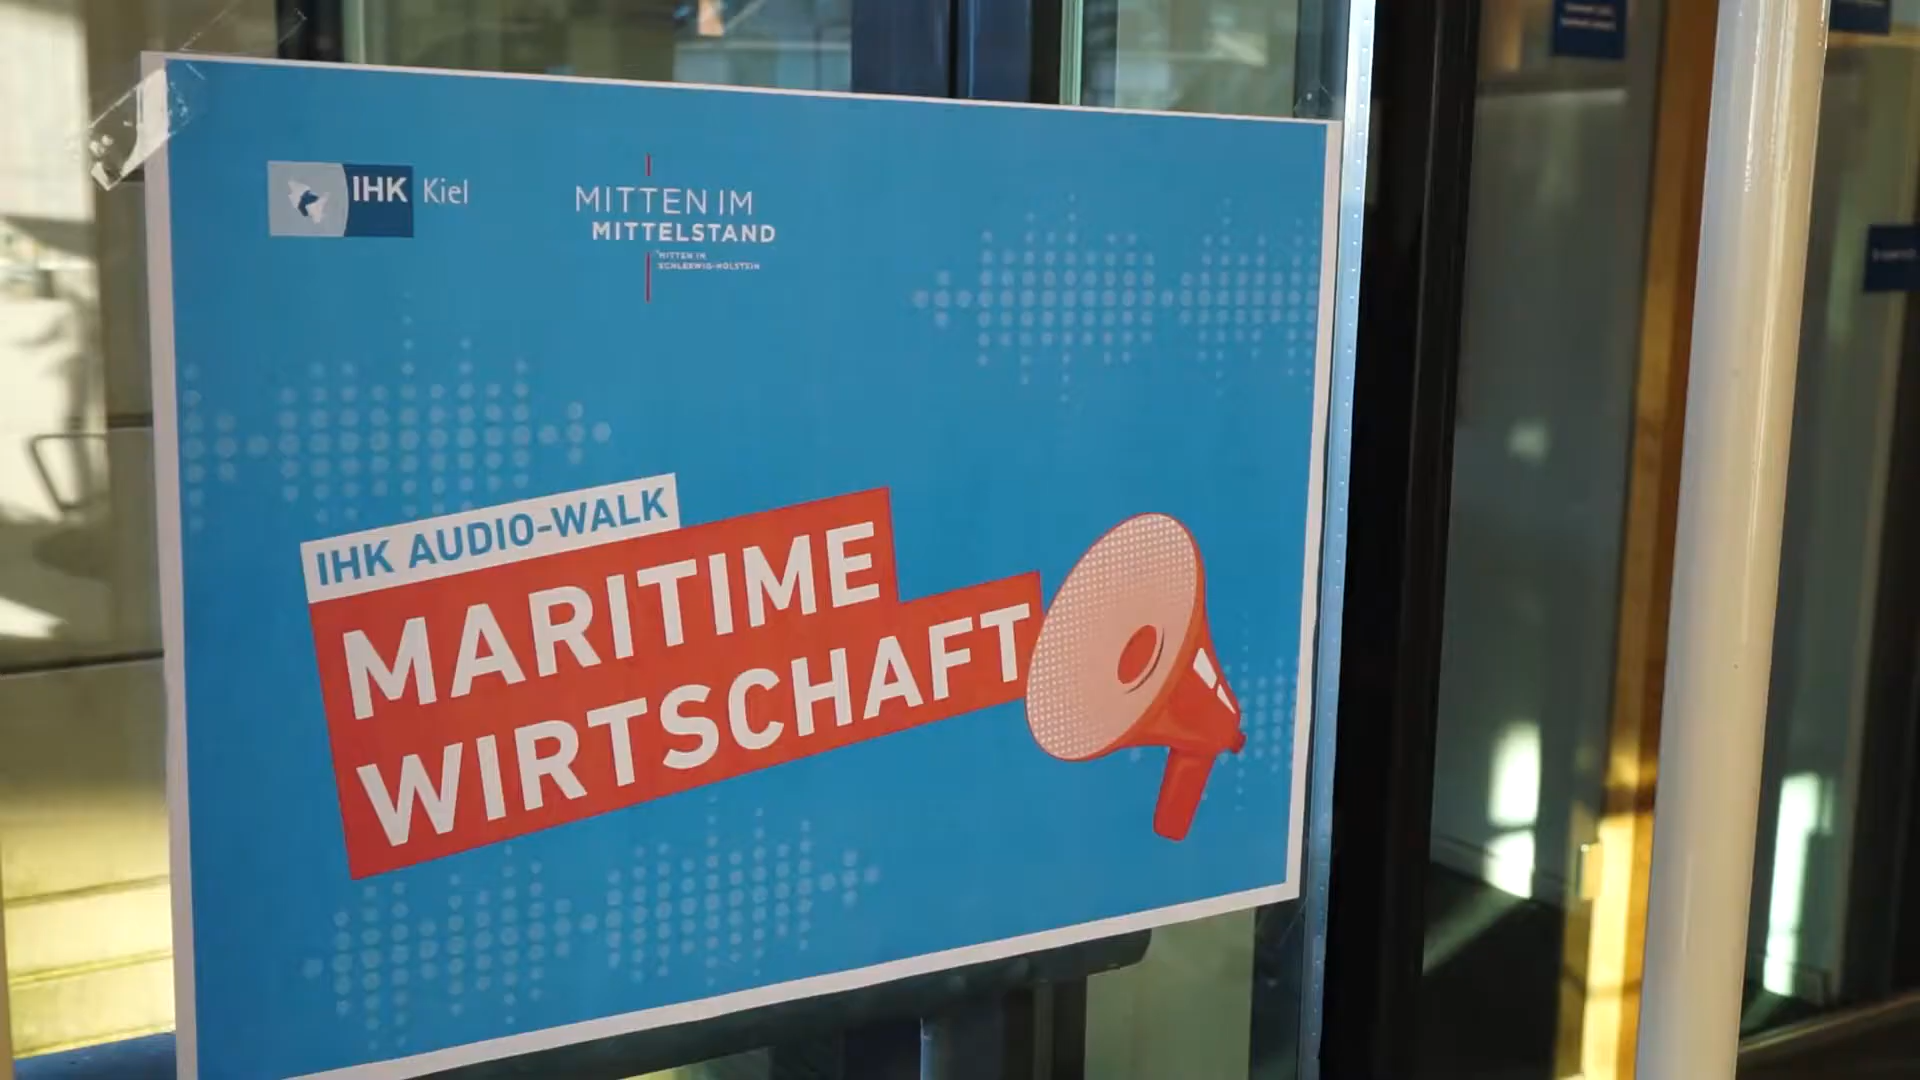 IHK Kiel
MITTEN IM
MITTELSTAND
MITTEN IN
SCHLESWIG-HOLSTEIN
IHK AUDIO-WALK
MARITIME
WIRTSCHAFT